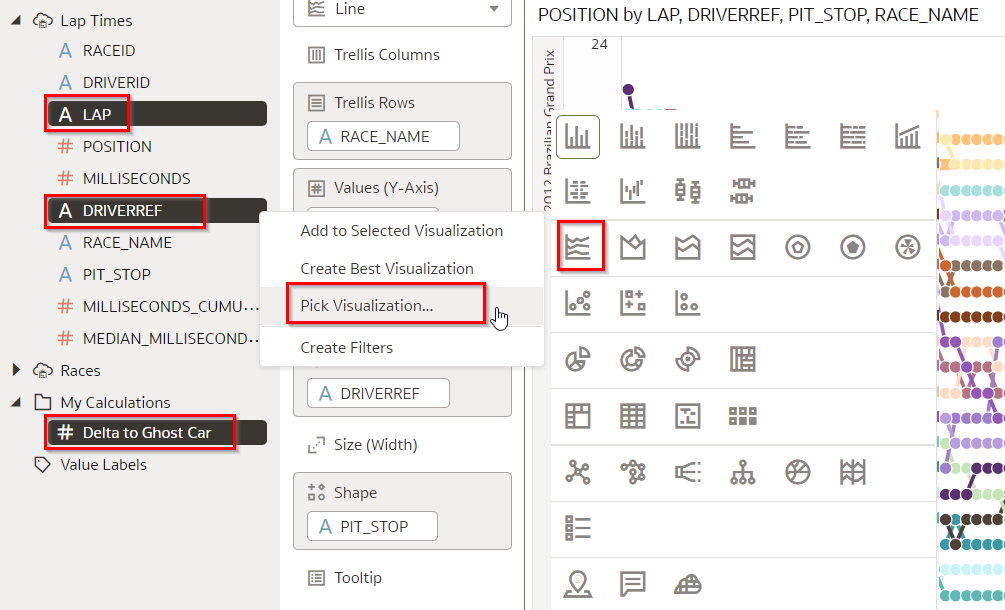 Lap Times
A RACEID
A DRIVERID
A LAP
# POSITION
# MILLISECONDS
A DRIVERREF
A RACE_NAME
A PIT_STOP
# MILLISECONDS_CUMU...
# MEDIAN_MILLISECOND...
Races
My Calculations
# Delta to Ghost Car
Value Labels
Line
Trellis Columns
Trellis Rows
A RACE_NAME
Values (Y-Axis)
Add to Selected Visualization
Create Best Visualization
Pick Visualization...
Create Filters
A DRIVERREF
Size (Width)
Shape
A PIT_STOP
Tooltip
POSITION by LAP, DRIVERREF, PIT_STOP, RACE_NAME
24
2012 Brazilian Grand Prix